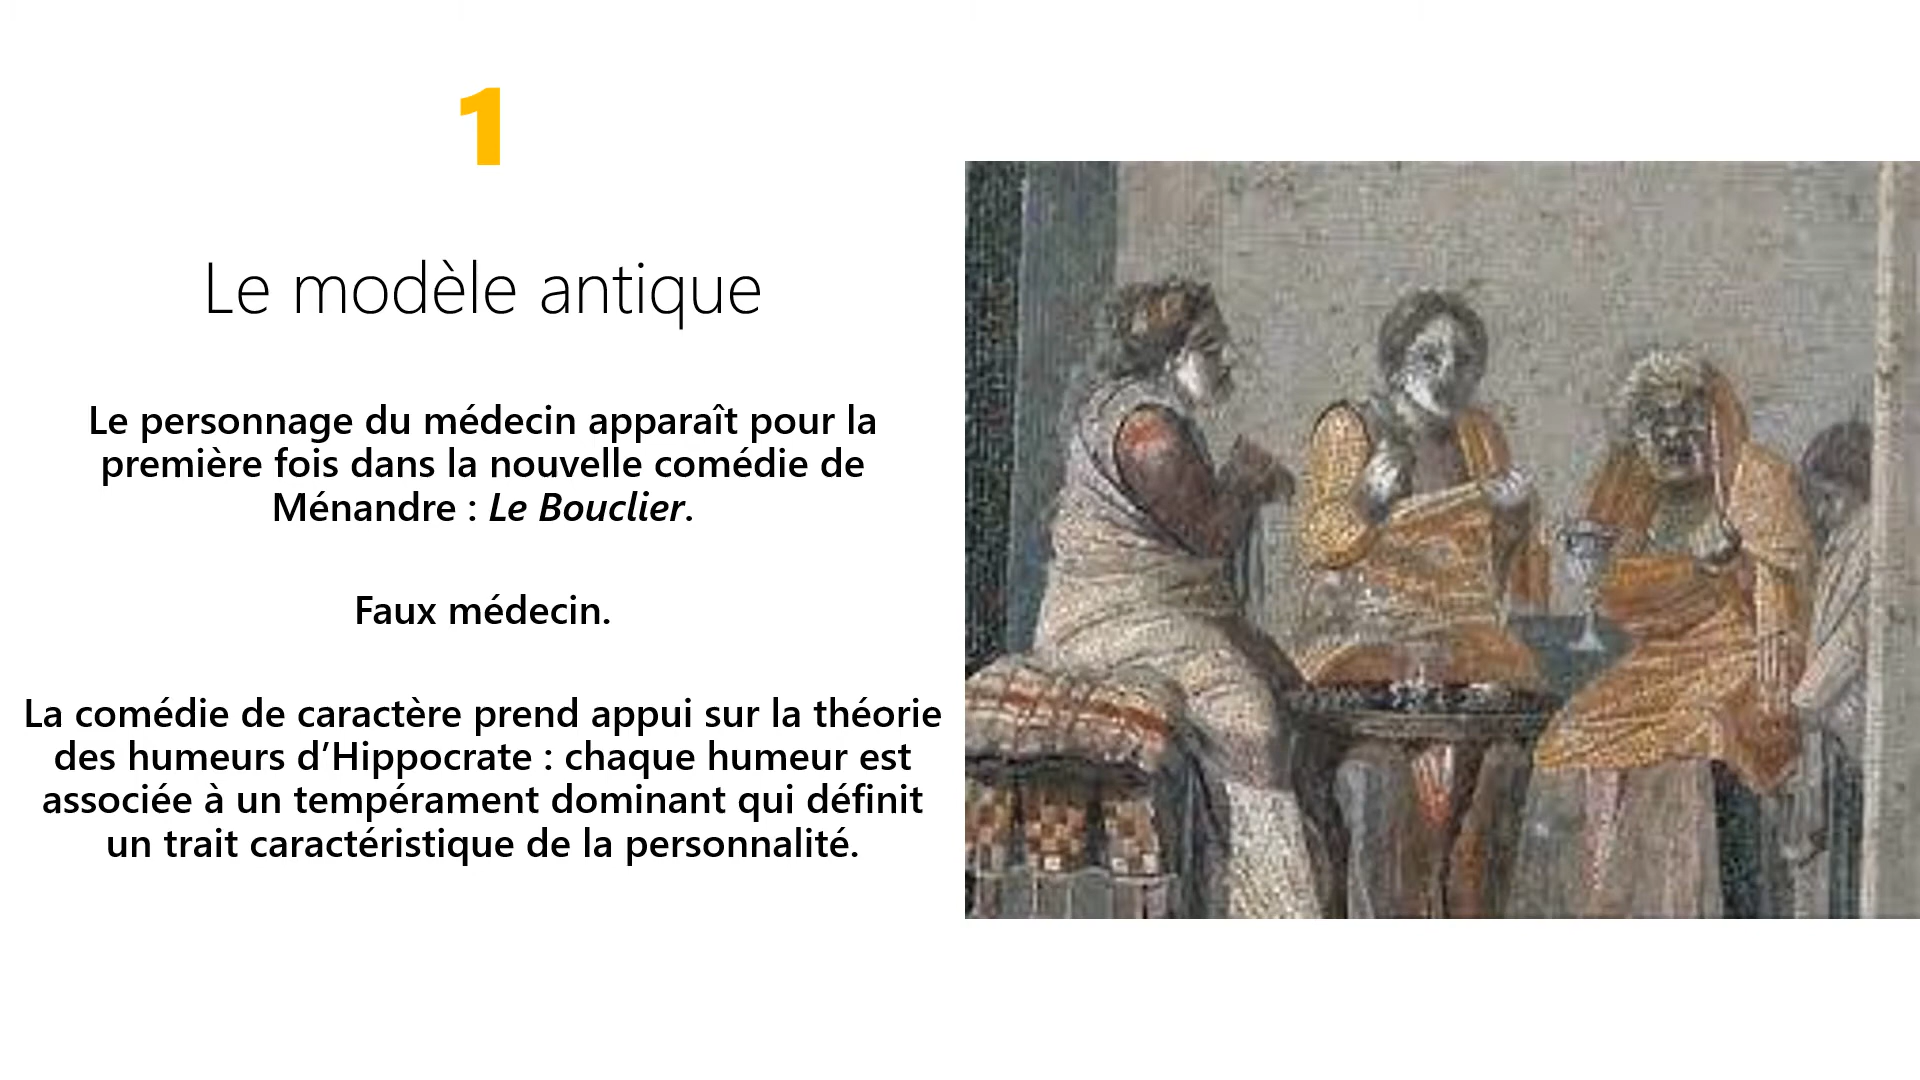 1
Le modèle antique
Le personnage du médecin apparaît pour la
première fois dans la nouvelle comédie de
Ménandre : Le Bouclier.
Faux médecin.
La comédie de caractère prend appui sur la théorie
des humeurs d’Hippocrate : chaque humeur est
associée à un tempérament dominant qui définit
un trait caractéristique de la personnalité.